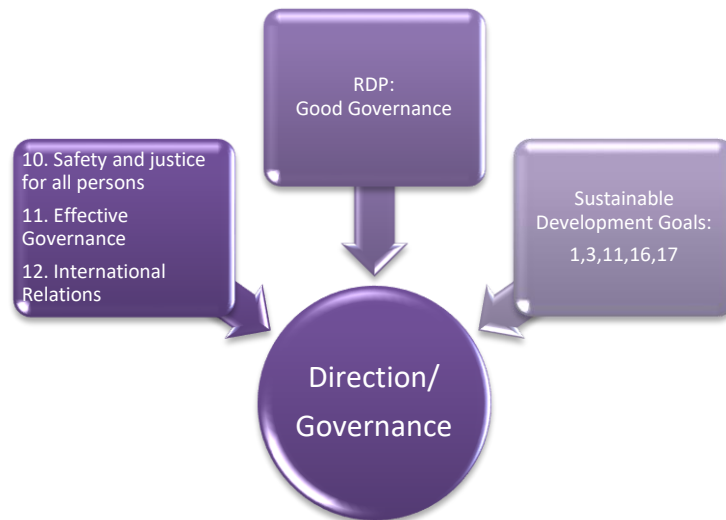 RDP:
Good Governance
10. Safety and justice
for all persons
11. Effective
Governance
12. International
Relations
Sustainable
Development Goals:
1,3,11,16,17
Direction/
Governance